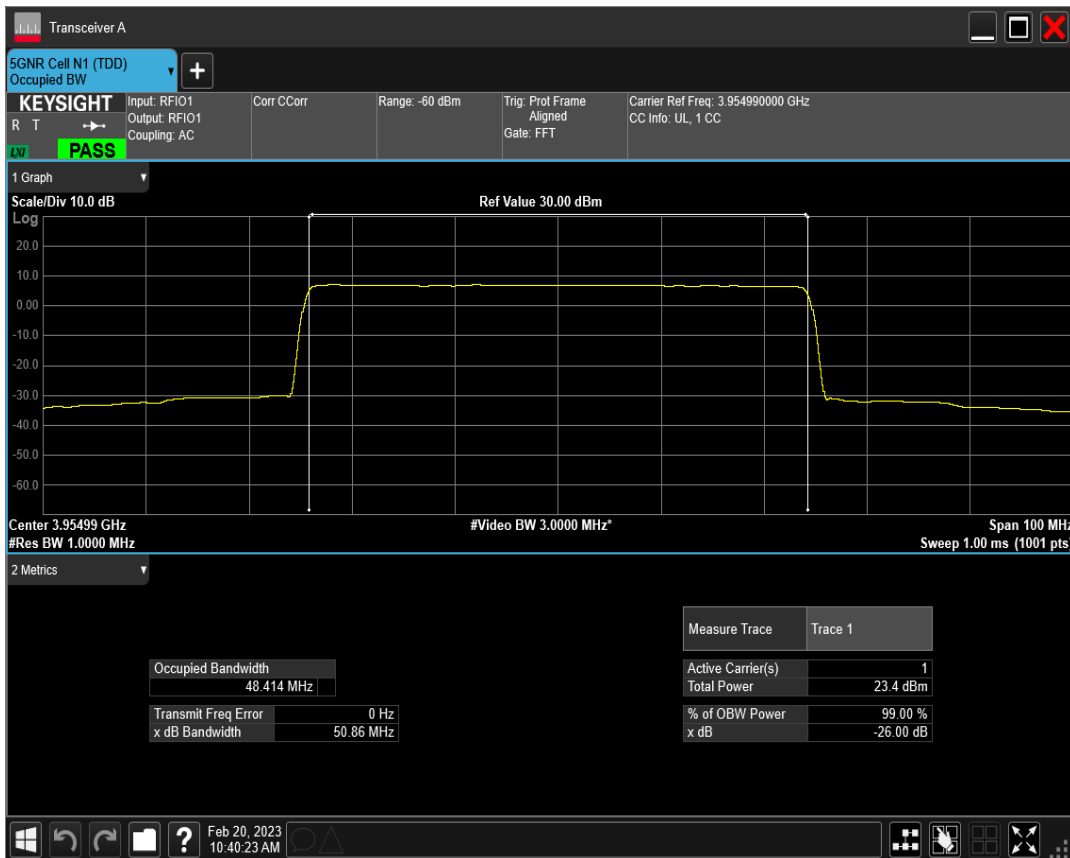 Transceiver A
5GNR Cell N1 (TDD)
Occupied BW
KEYSIGHT
R T
LXI
PASS
Input: RFIO1
Output: RFIO1
Coupling: AC
Corr CCorr
Range: -60 dBm
Trig: Prot Frame
Aligned
Gate: FFT
Carrier Ref Freq: 3.954990000 GHz
CC Info: UL, 1 CC
1 Graph
Scale/Div 10.0 dB
Ref Value 30.00 dBm
Log
20.0
10.0
0.00
-10.0
-20.0
-30.0
-40.0
-50.0
-60.0
Center 3.95499 GHz
#Video BW 3.0000 MHz*
Span 100 MHz
#Res BW 1.0000 MHz
Sweep 1.00 ms (1001 pts)
2 Metrics
Measure Trace Trace 1
Occupied Bandwidth
48.414 MHz
Active Carrier(s) 1
Total Power 23.4 dBm
Transmit Freq Error 0 Hz
x dB Bandwidth 50.86 MHz
% of OBW Power 99.00 %
x dB -26.00 dB
?
Feb 20, 2023
10:40:23 AM